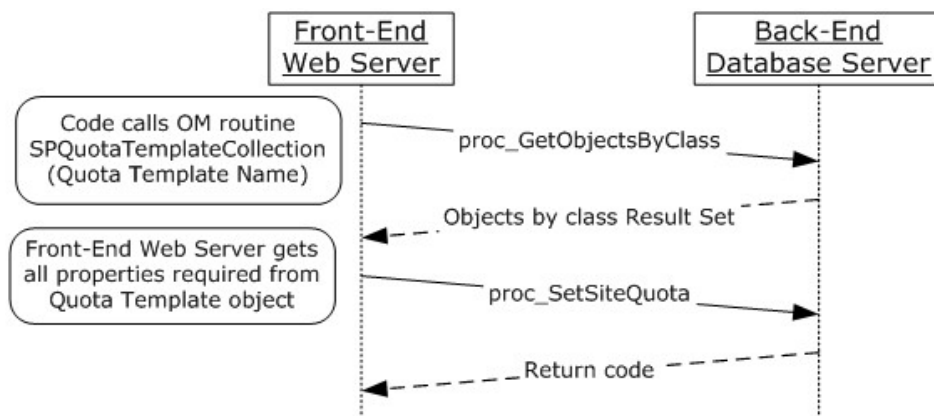 Front-End
Web Server
Back-End
Database Server
Code calls OM routine
SPQuotaTemplateCollection
(Quota Template Name)
proc_GetObjectsByClass
Objects by class Result Set
Front-End Web Server gets
all properties required from
Quota Template object
proc_SetSiteQuota
Return code